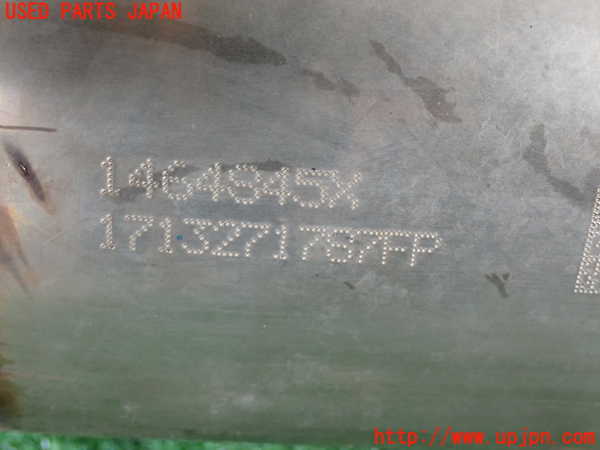 USED PARTS JAPAN
1464845X
1713271767FP
http://www.upjpn.com